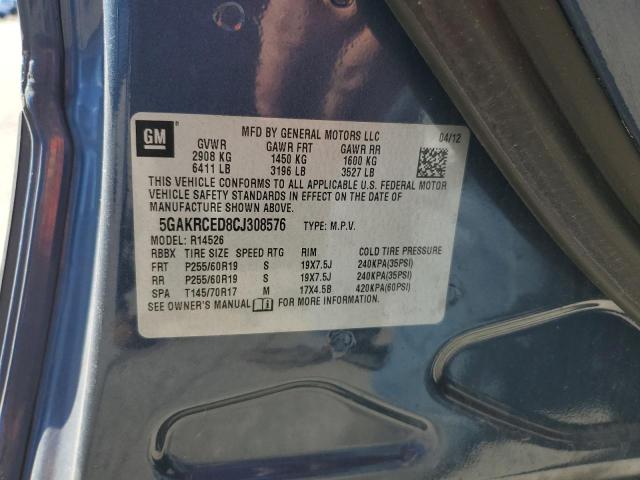 GM
MFD BY GENERAL MOTORS LLC 04/12
GVWR GAWR FRT GAWR RR
2908 KG 1450 KG 1600 KG
6411 LB 3196 LB 3527 LB
THIS VEHICLE CONFORMS TO ALL APPLICABLE U.S. FEDERAL MOTOR
VEHICLE SAFETY STANDARDS IN EFFECT ON THE DATE
OF MANUFACTURE SHOWN ABOVE.
5GAKRCED8CJ308576 TYPE: M.P.V.
MODEL: R14526
RBBX TIRE SIZE SPEED RTG RIM COLD TIRE PRESSURE
FRT P255/60R19 S 19X7.5J 240KPA(35PSI)
RR P255/60R19 S 19X7.5J 240KPA(35PSI)
SPA T145/70R17 M 17X4.5B 420KPA(60PSI)
SEE OWNER'S MANUAL FOR MORE INFORMATION.